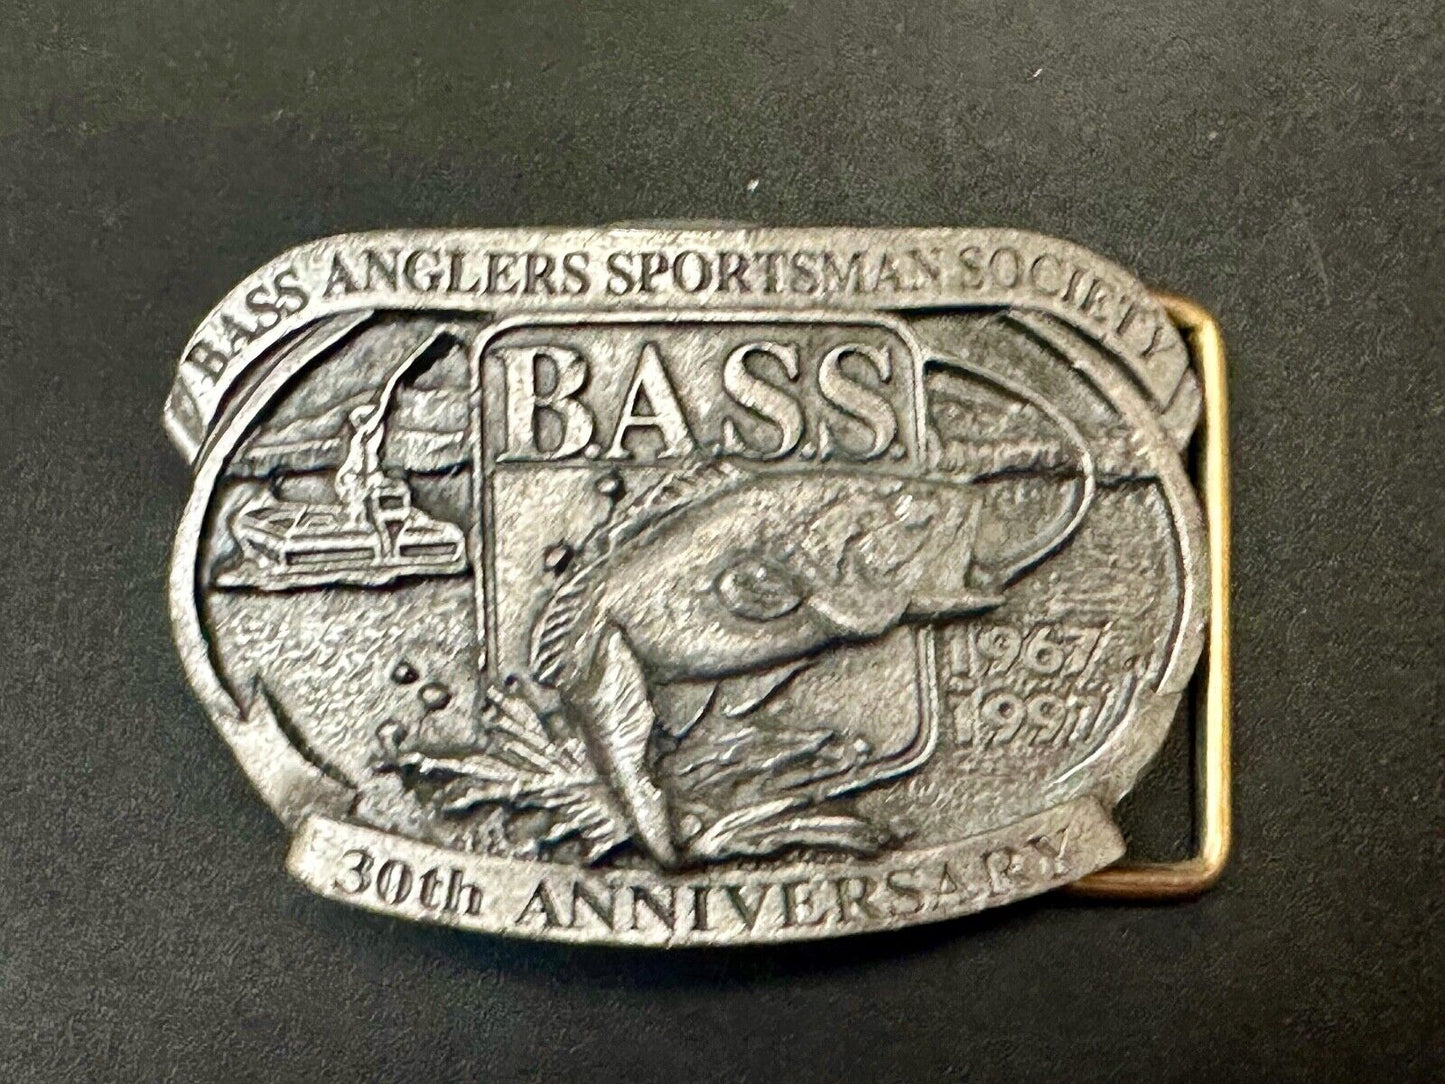 BASS ANGLERS SPORTSMAN SOCIETY
B.A.S.S.
1967
1997
30th ANNIVERSARY